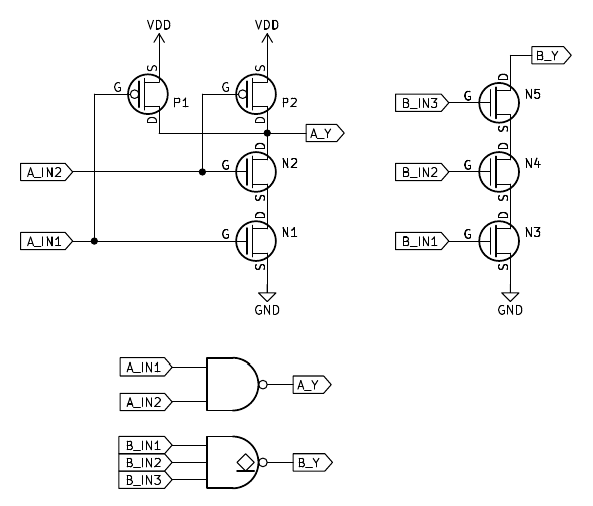 VDD
VDD
S
G
P1
D
S
G
P2
D
A_Y
A_IN2
D
G
N2
S
A_IN1
D
G
N1
S
GND
B_Y
D
B_IN3
G
N5
S
D
B_IN2
G
N4
S
D
B_IN1
G
N3
S
GND
A_IN1
A_IN2
A_Y
B_IN1
B_IN2
B_IN3
B_Y